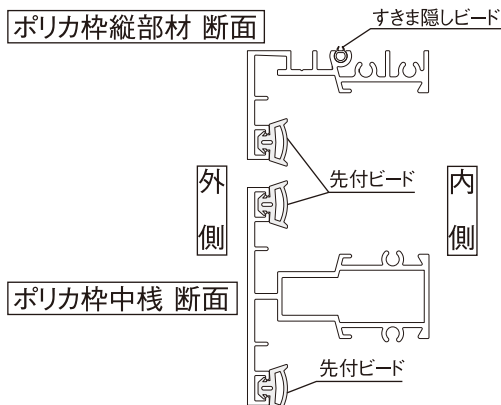 ポリカ枠縦部材 断面
すきま隠しビード
先付ビード
外側
内側
ポリカ枠中桟 断面
先付ビード